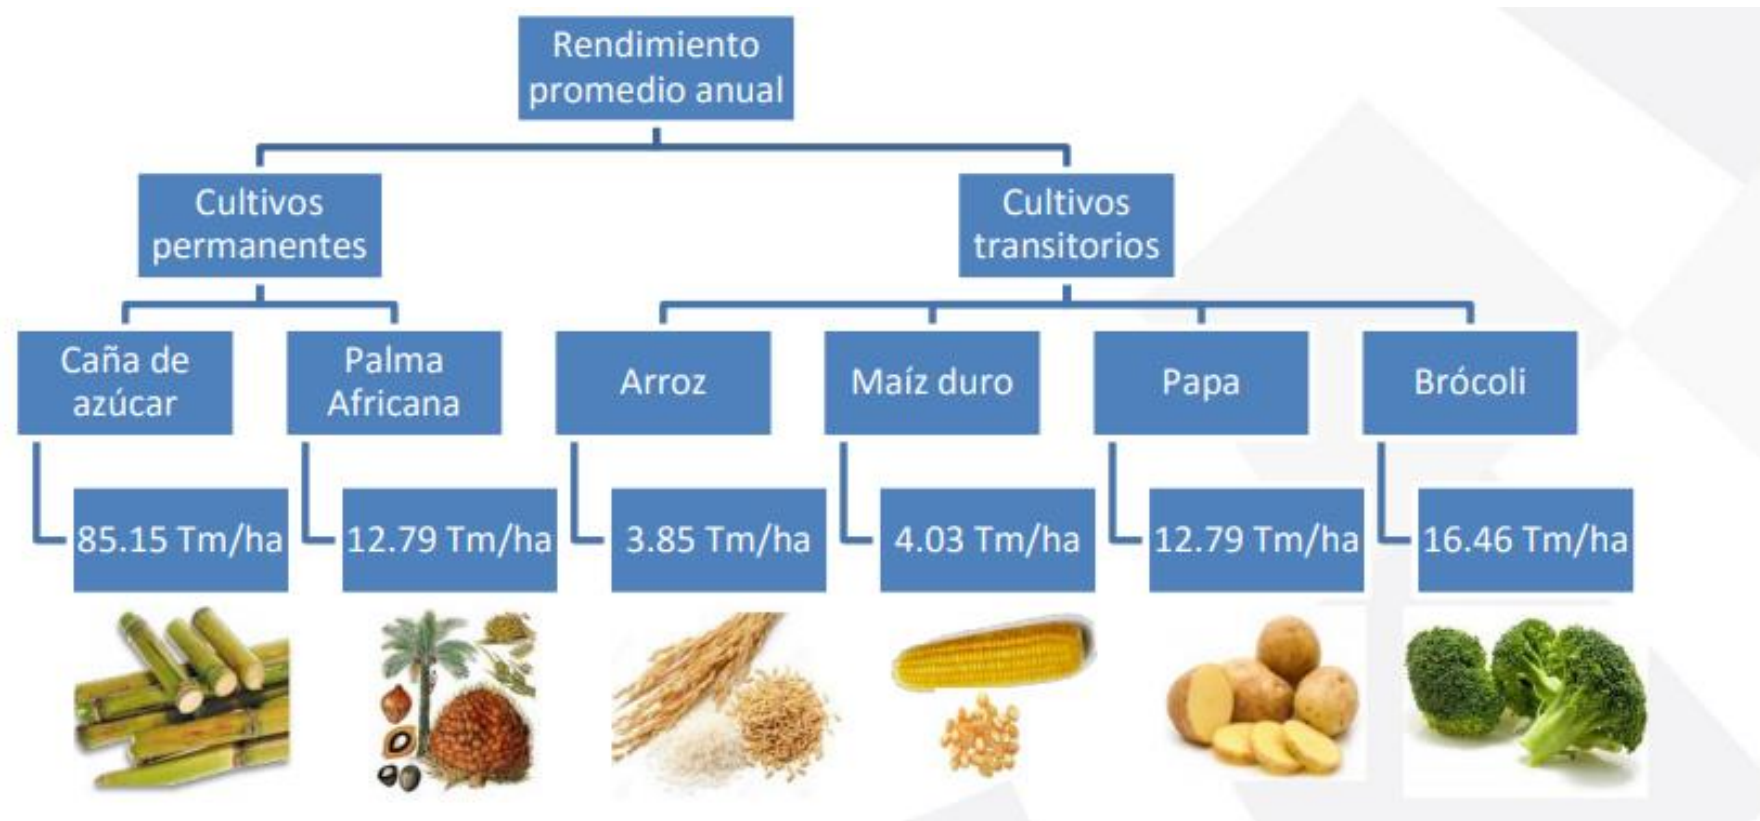 Rendimiento
promedio anual
Cultivos
permanentes
Cultivos
transitorios
Caña de
azúcar
Palma
Africana
Arroz
Maíz duro
Papa
Brócoli
85.15 Tm/ha
12.79 Tm/ha
3.85 Tm/ha
4.03 Tm/ha
12.79 Tm/ha
16.46 Tm/ha